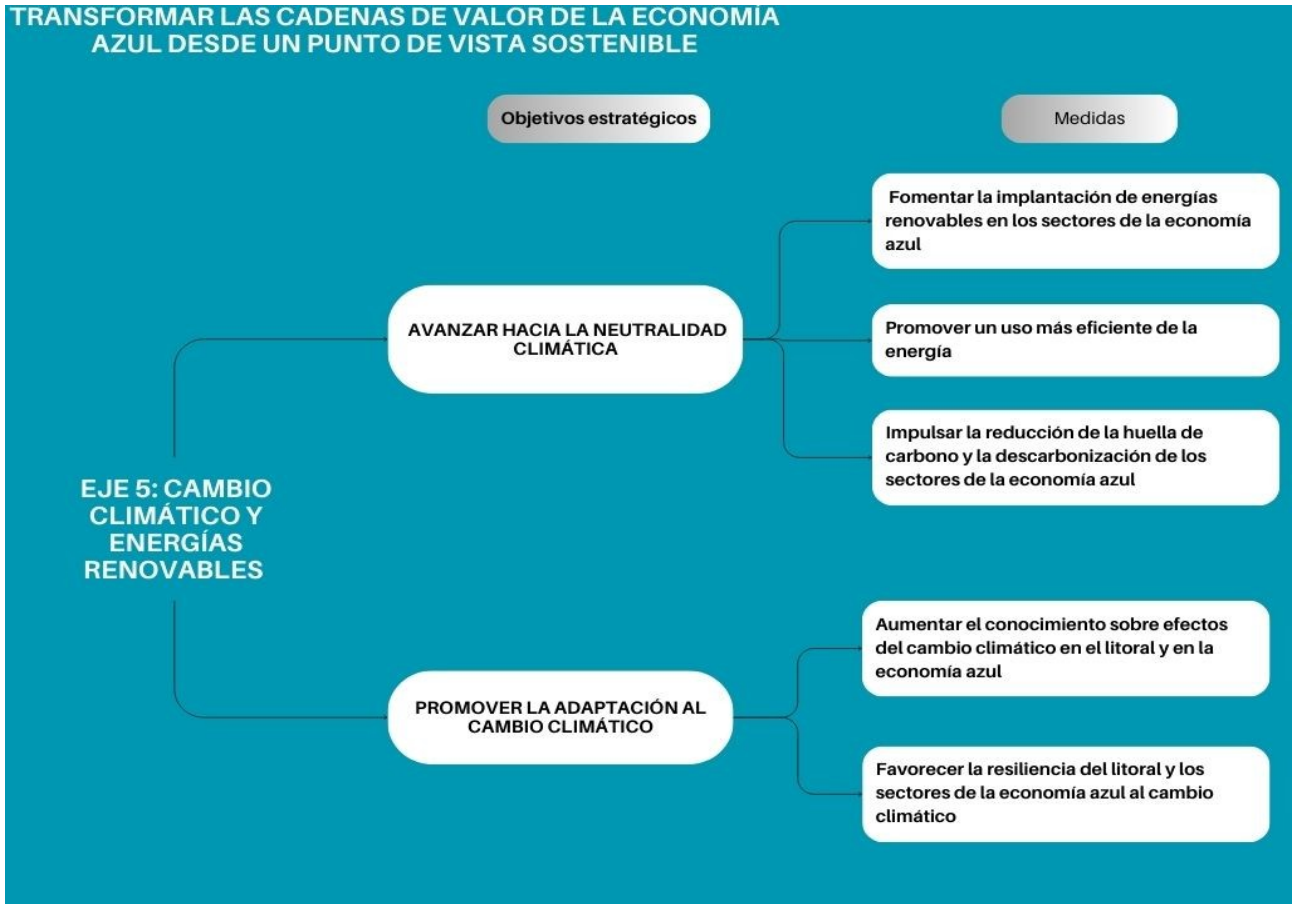 TRANSFORMAR LAS CADENAS DE VALOR DE LA ECONOMÍA
AZUL DESDE UN PUNTO DE VISTA SOSTENIBLE
Objetivos estratégicos
Medidas
EJE 5: CAMBIO
CLIMÁTICO Y
ENERGÍAS
RENOVABLES
AVANZAR HACIA LA NEUTRALIDAD
CLIMÁTICA
Fomentar la implantación de energías
renovables en los sectores de la economía
azul
Promover un uso más eficiente de la
energía
Impulsar la reducción de la huella de
carbono y la descarbonización de los
sectores de la economía azul
PROMOVER LA ADAPTACIÓN AL
CAMBIO CLIMÁTICO
Aumentar el conocimiento sobre efectos
del cambio climático en el litoral y en la
economía azul
Favorecer la resiliencia del litoral y los
sectores de la economía azul al cambio
climático